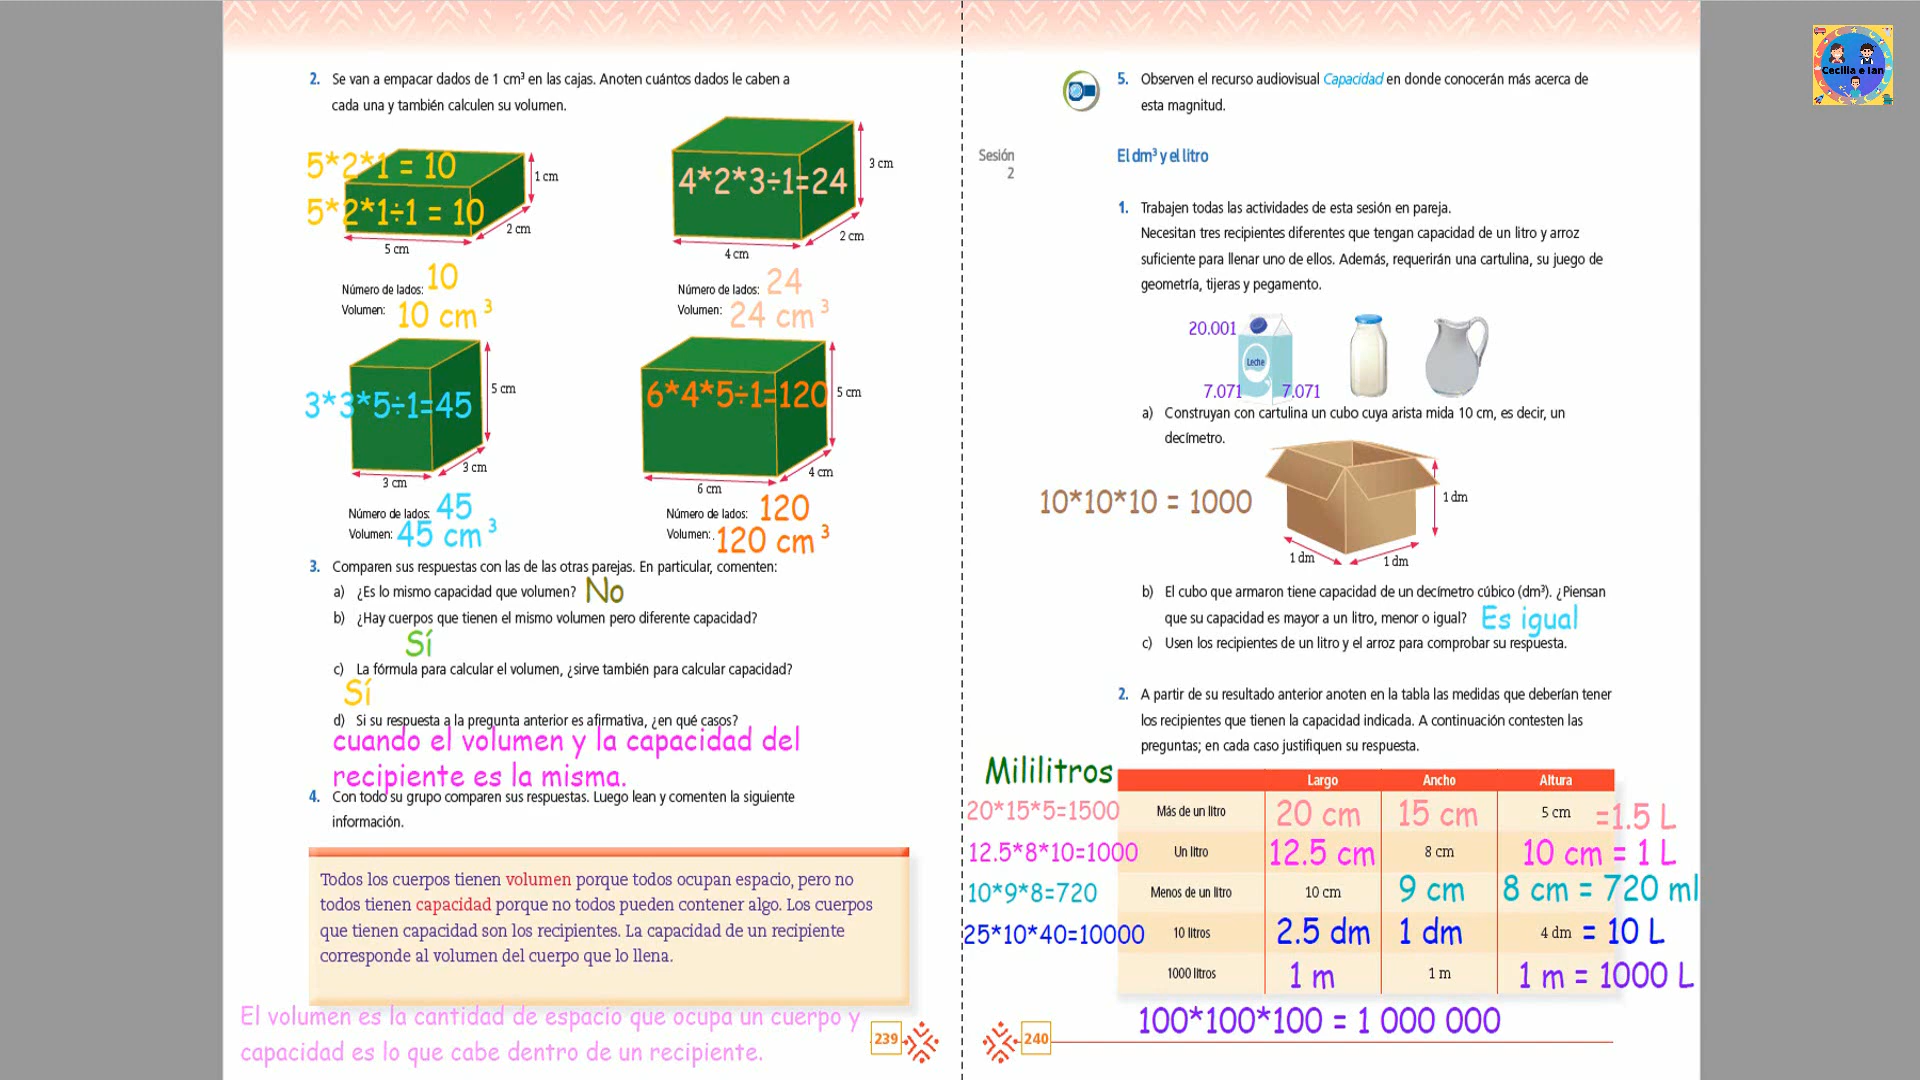 2. Se van a empacar dados de 1 cm³ en las cajas. Anoten cuántos dados le caben a
cada una y también calculen su volumen.
5*2*1 = 10
5*2*1÷1 = 10
1 cm
2 cm
5 cm
4*2*3÷1=24
3 cm
2 cm
4 cm
Número de lados: 10
Volumen: 10 cm³
Número de lados: 24
Volumen: 24 cm³
3*3*5÷1=45
5 cm
3 cm
3 cm
6*4*5÷1=120
5 cm
4 cm
6 cm
Número de lados: 45
Volumen: 45 cm³
Número de lados: 120
Volumen: 120 cm³
3. Comparen sus respuestas con las de las otras parejas. En particular, comenten:
a) ¿Es lo mismo capacidad que volumen? No
b) ¿Hay cuerpos que tienen el mismo volumen pero diferente capacidad?
Sí
c) La fórmula para calcular el volumen, ¿sirve también para calcular capacidad?
Sí
d) Si su respuesta a la pregunta anterior es afirmativa, ¿en qué casos?
cuando el volumen y la capacidad del
recipiente es la misma.
4. Con todo su grupo comparen sus respuestas. Luego lean y comenten la siguiente
información.
Todos los cuerpos tienen volumen porque todos ocupan espacio, pero no
todos tienen capacidad porque no todos pueden contener algo. Los cuerpos
que tienen capacidad son los recipientes. La capacidad de un recipiente
corresponde al volumen del cuerpo que lo llena.
El volumen es la cantidad de espacio que ocupa un cuerpo y
capacidad es lo que cabe dentro de un recipiente.
239
5. Observen el recurso audiovisual Capacidad en donde conocerán más acerca de
esta magnitud.
Sesión
2
El dm³ y el litro
1. Trabajen todas las actividades de esta sesión en pareja.
Necesitan tres recipientes diferentes que tengan capacidad de un litro y arroz
suficiente para llenar uno de ellos. Además, requerirán una cartulina, su juego de
geometría, tijeras y pegamento.
20.001
Leche
7.071 7.071
a) Construyan con cartulina un cubo cuya arista mida 10 cm, es decir, un
decímetro.
10*10*10 = 1000
1 dm
1 dm
1 dm
b) El cubo que armaron tiene capacidad de un decímetro cúbico (dm³). ¿Piensan
que su capacidad es mayor a un litro, menor o igual? Es igual
c) Usen los recipientes de un litro y el arroz para comprobar su respuesta.
2. A partir de su resultado anterior anoten en la tabla las medidas que deberían tener
los recipientes que tienen la capacidad indicada. A continuación contesten las
preguntas; en cada caso justifiquen su respuesta.
Mililitros
Largo Ancho Altura
20*15*5=1500 Más de un litro 20 cm 15 cm 5 cm =1.5 L
12.5*8*10=1000 Un litro 12.5 cm 8 cm 10 cm = 1 L
10*9*8=720 Menos de un litro 10 cm 9 cm 8 cm = 720 ml
25*10*40=10000 10 litros 2.5 dm 1 dm 4 dm = 10 L
1000 litros 1 m 1 m 1 m = 1000 L
100*100*100 = 1 000 000
240
Cecilia e Ian